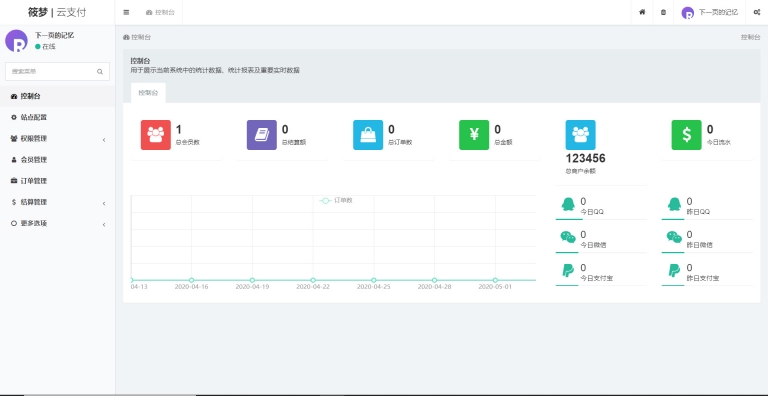 筱梦 | 云支付
控制台
下一页的记忆
下一页的记忆
在线
搜索菜单
控制台
站点配置
权限管理
会员管理
订单管理
结算管理
更多选项
控制台
控制台
控制台
用于展示当前系统中的统计数据、统计报表及重要实时数据
控制台
1
总会员数
0
总结算额
0
总订单数
0
总金额
123456
总商户余额
0
今日流水
订单数
04-13
2020-04-16
2020-04-19
2020-04-22
2020-04-25
2020-04-28
2020-05-01
0
今日QQ
0
昨日QQ
0
今日微信
0
昨日微信
0
今日支付宝
0
昨日支付宝